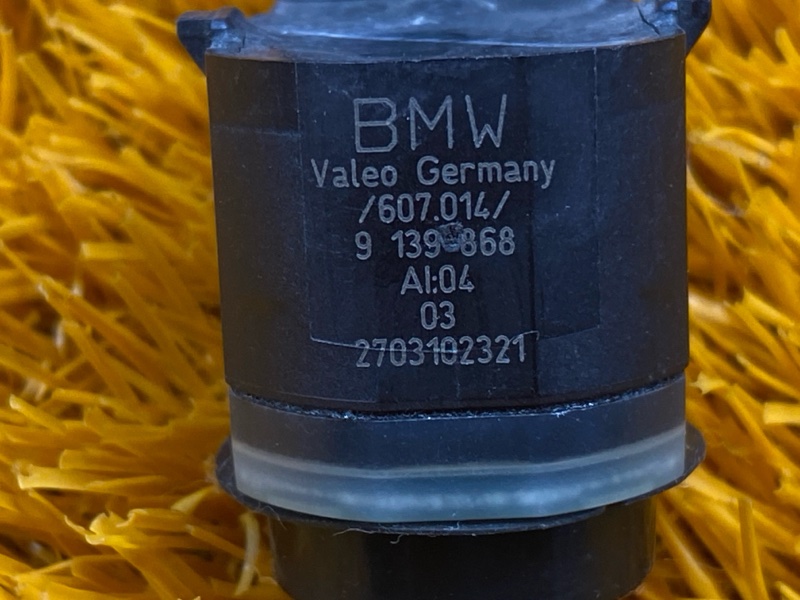 BMW
Valeo Germany
/607.014/
9 139 868
AI:04
03
2703102321